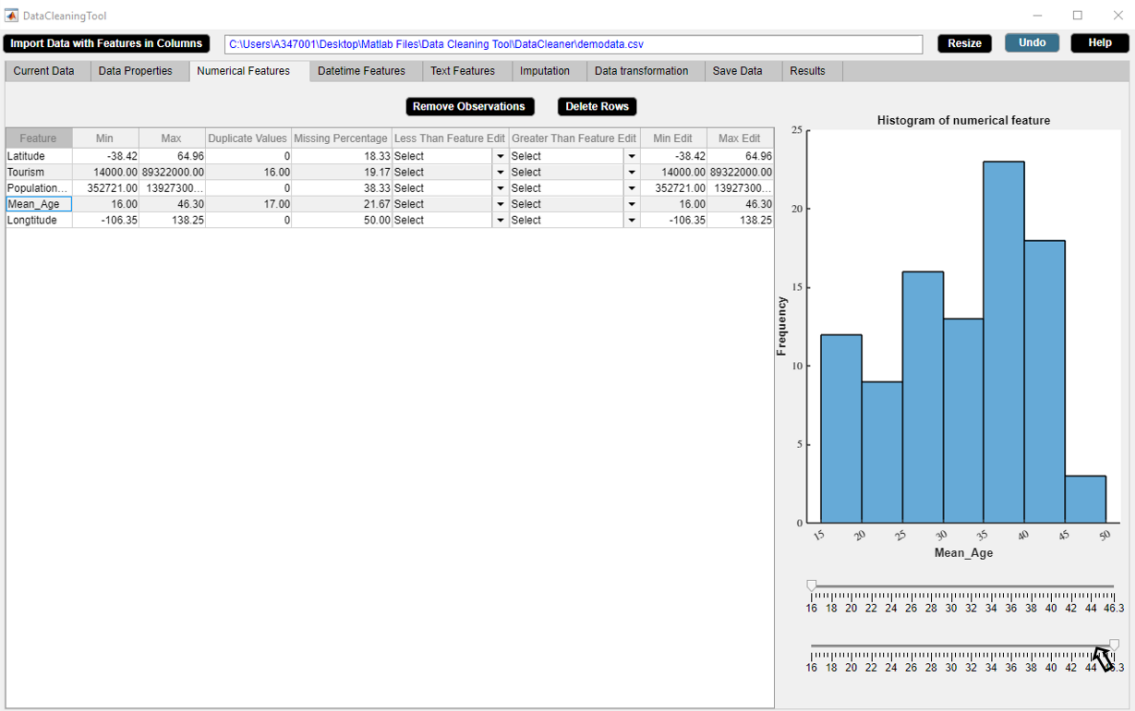 DataCleaningTool
Import Data with Features in Columns C:\Users\A347001\Desktop\Matlab Files\Data Cleaning Tool\DataCleaner\demodata.csv Resize Undo Help
Current Data Data Properties Numerical Features Datetime Features Text Features Imputation Data transformation Save Data Results
Remove Observations Delete Rows
Feature Min Max Duplicate Values Missing Percentage Less Than Feature Edit Greater Than Feature Edit Min Edit Max Edit
Latitude -38.42 64.96 0 18.33 Select Select -38.42 64.96
Tourism 14000.00 89322000.00 16.00 19.17 Select Select 14000.00 89322000.00
Population... 352721.00 13927300... 0 38.33 Select Select 352721.00 13927300...
Mean_Age 16.00 46.30 17.00 21.67 Select Select 16.00 46.30
Longtitude -106.35 138.25 0 50.00 Select Select -106.35 138.25
Histogram of numerical feature
25
20
15
10
5
0
Frequency
15 20 25 30 35 40 45 50
Mean_Age
16 18 20 22 24 26 28 30 32 34 36 38 40 42 44 46.3
16 18 20 22 24 26 28 30 32 34 36 38 40 42 44